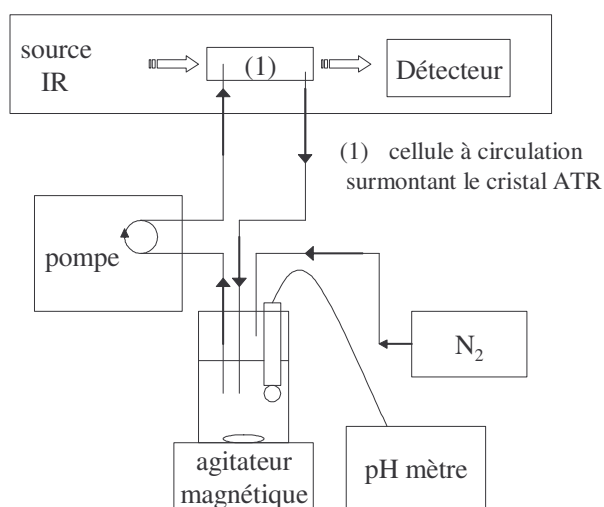 source
IR
(1)
Détecteur
(1) cellule à circulation
surmontant le cristal ATR
pompe
N₂
agitateur
magnétique
pH mètre